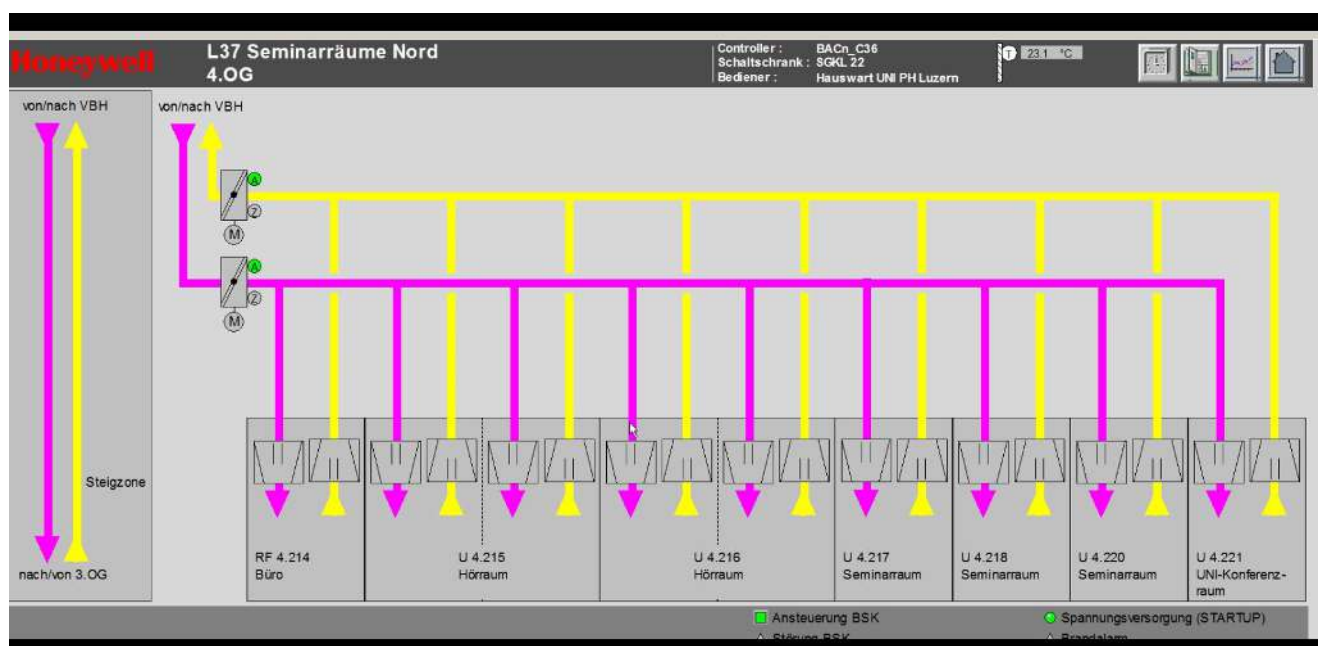 Honeywell
L37 Seminarräume Nord
4.OG
Controller : BACn_C36
Schaltschrank : SGKL 22
Bediener : Hauswart UNI PH Luzern
T 23.1 °C
von/nach VBH
von/nach VBH
A
Z
M
A
Z
M
Steigzone
nach/von 3.OG
RF 4.214
Büro
U 4.215
Hörraum
U 4.216
Hörraum
U 4.217
Seminarraum
U 4.218
Seminarraum
U 4.220
Seminarraum
U 4.221
UNI-Konferenz-
raum
Ansteuerung BSK
Spannungsversorgung (STARTUP)
Störung BSK
Brandalarm